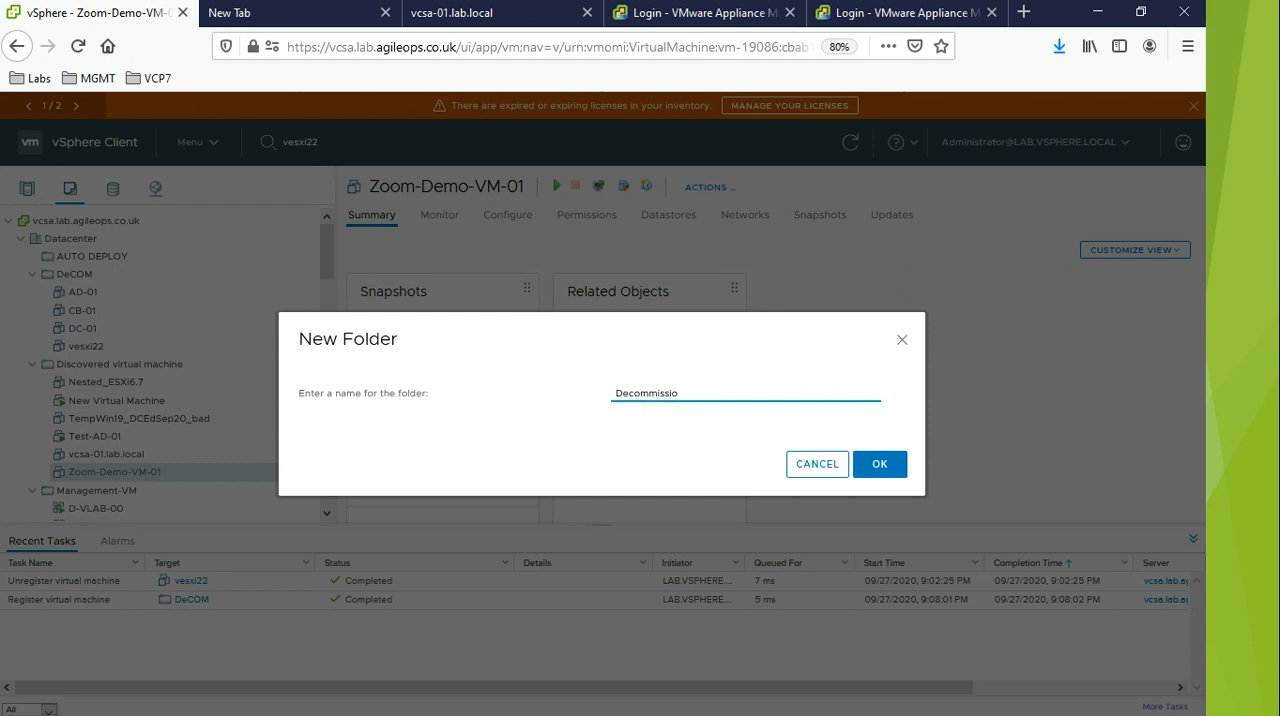 vSphere - Zoom-Demo-VM-0
New Tab
vcsa-01.lab.local
Login - VMware Appliance M
Login - VMware Appliance M
https://vcsa.lab.agileops.co.uk/ui/app/vm;nav=v/urn:vmomi:VirtualMachine:vm-19086:cbab
80%
Labs
MGMT
VCP7
1 / 2
There are expired or expiring licenses in your inventory.
MANAGE YOUR LICENSES
vm
vSphere Client
Menu
vesxi22
Administrator@LAB.VSPHERE.LOCAL
Zoom-Demo-VM-01
ACTIONS
Summary
Monitor
Configure
Permissions
Datastores
Networks
Snapshots
Updates
CUSTOMIZE VIEW
vcsa.lab.agileops.co.uk
Datacenter
AUTO DEPLOY
DeCOM
AD-01
CB-01
DC-01
vesxi22
Discovered virtual machine
Nested_ESXi6.7
New Virtual Machine
TempWin19_DCEdSep20_bad
Test-AD-01
vcsa-01.lab.local
Zoom-Demo-VM-01
Management-VM
D-VLAB-00
Snapshots
Related Objects
New Folder
Enter a name for the folder:
Decommissio
CANCEL
OK
Recent Tasks
Alarms
Task Name
Target
Status
Details
Initiator
Queued For
Start Time
Completion Time
Server
Unregister virtual machine
vesxi22
Completed
LAB.VSPHERE....
7 ms
09/27/2020, 9:02:25 PM
09/27/2020, 9:02:25 PM
vcsa.lab.ag
Register virtual machine
DeCOM
Completed
LAB.VSPHERE....
5 ms
09/27/2020, 9:08:01 PM
09/27/2020, 9:08:02 PM
vcsa.lab.ag
All
More Tasks